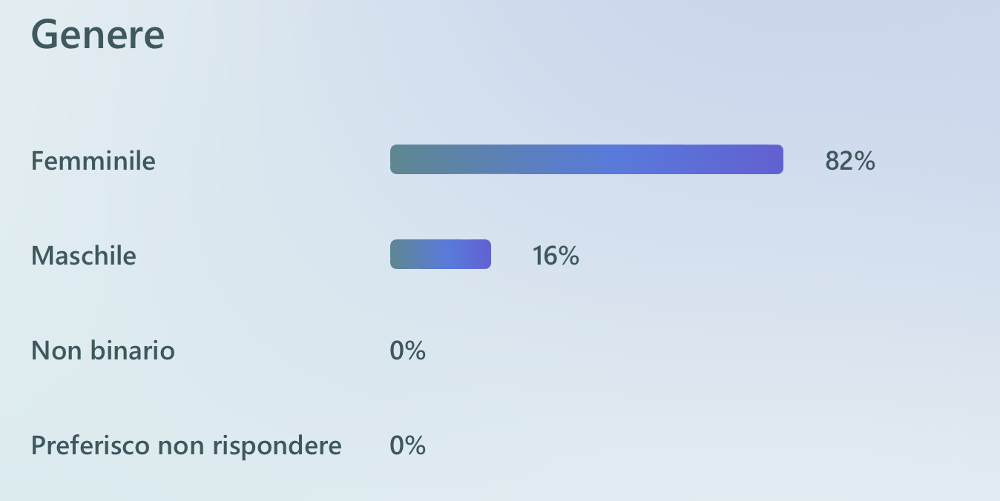 Genere
Femminile 82%
Maschile 16%
Non binario 0%
Preferisco non rispondere 0%